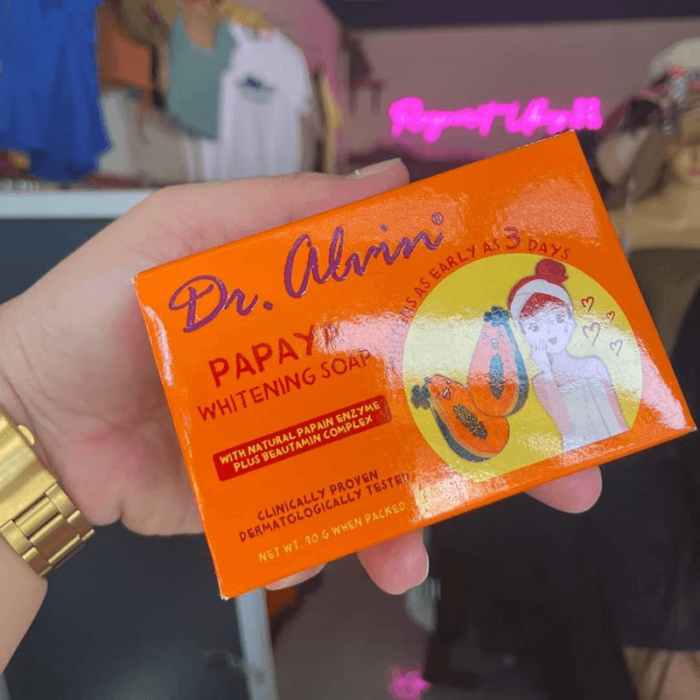 Dr. Alvin®
PAPAYA
WHITENING SOAP
WITH NATURAL PAPAIN ENZYME
PLUS BEAUTAMIN COMPLEX
CLINICALLY PROVEN
DERMATOLOGICALLY TESTED
NET WT. 90 G WHEN PACKED
AS EARLY AS 3 DAYS